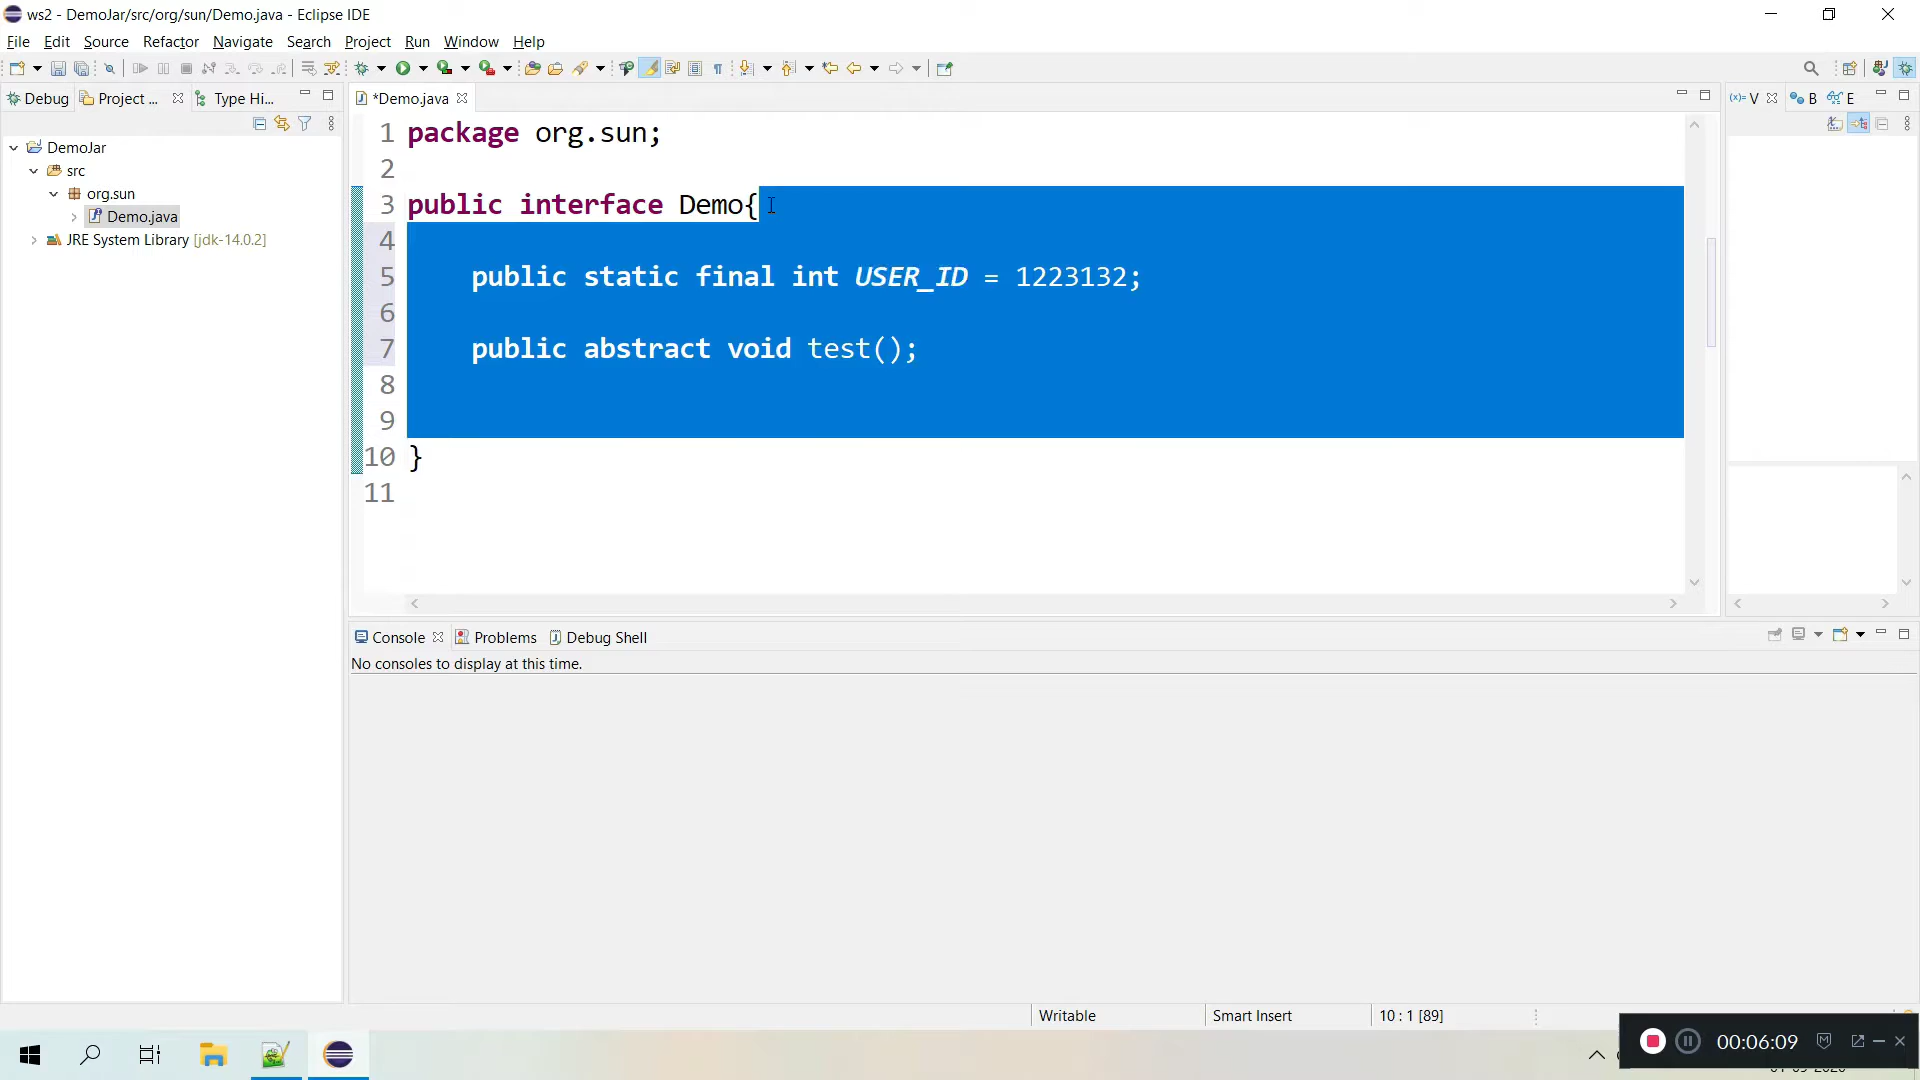 ws2 - DemoJar/src/org/sun/Demo.java - Eclipse IDE
File Edit Source Refactor Navigate Search Project Run Window Help
Debug Project ... Type Hi... *Demo.java (x)= V B E
DemoJar
src
org.sun
Demo.java
JRE System Library [jdk-14.0.2]
1 package org.sun;
2
3 public interface Demo{
4
5 public static final int USER_ID = 1223132;
6
7 public abstract void test();
8
9
10 }
11
Console Problems Debug Shell
No consoles to display at this time.
Writable Smart Insert 10 : 1 [89]
00:06:09